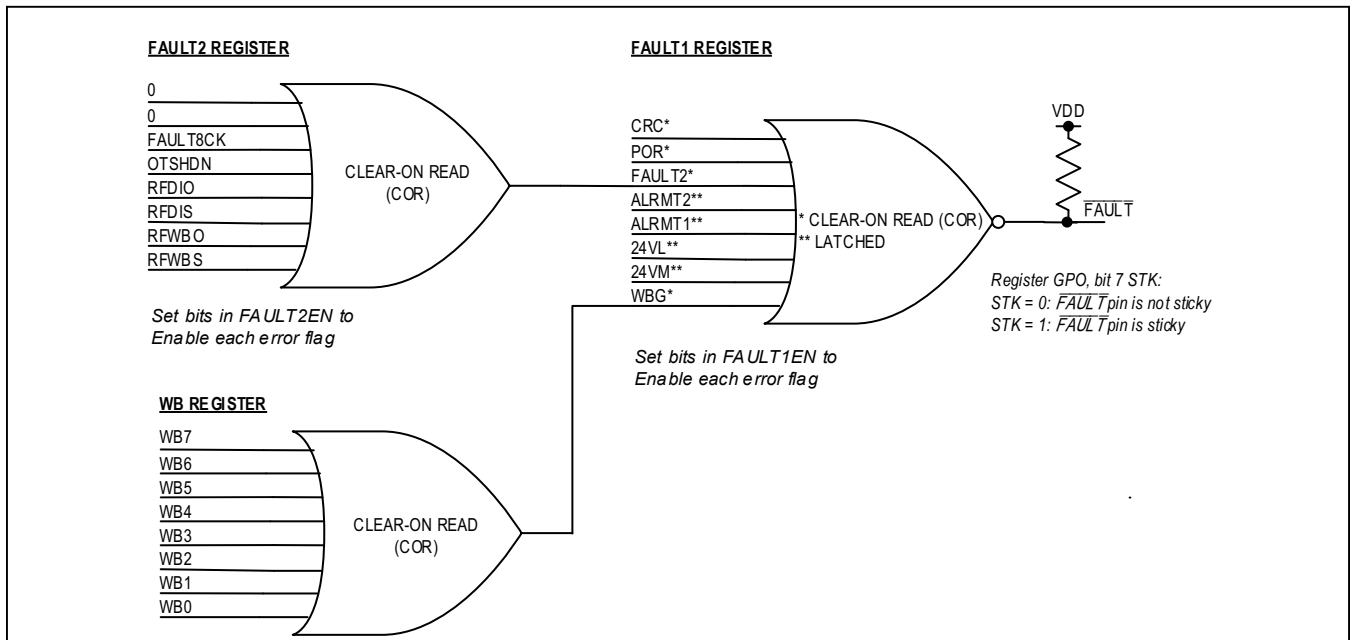 FAULT2 REGISTER
0
0
FAULT8CK
OTSHDN
RFDIO
RFDIS
RFWBO
RFWBS
CLEAR-ON READ
(COR)
Set bits in FAULT2EN to
Enable each error flag
FAULT1 REGISTER
CRC*
POR*
FAULT2*
ALRMT2**
ALRMT1**
24VL**
24VM**
WBG*
* CLEAR-ON READ (COR)
** LATCHED
Set bits in FAULT1EN to
Enable each error flag
VDD
FAULT
Register GPO, bit 7 STK:
STK = 0: FAULT pin is not sticky
STK = 1: FAULT pin is sticky
WB REGISTER
WB7
WB6
WB5
WB4
WB3
WB2
WB1
WB0
CLEAR-ON READ
(COR)